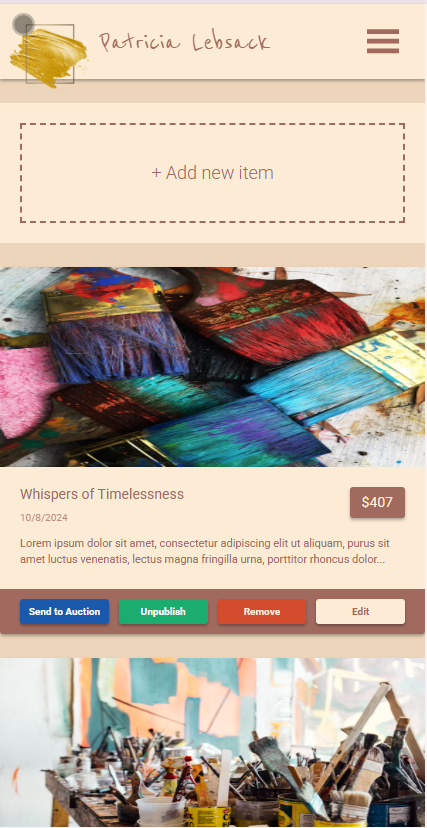 Patricia Lebsack
+ Add new item
Whispers of Timelessness
$407
10/8/2024
Lorem ipsum dolor sit amet, consectetur adipiscing elit ut aliquam, purus sit
amet luctus venenatis, lectus magna fringilla urna, porttitor rhoncus dolor...
Send to Auction
Unpublish
Remove
Edit